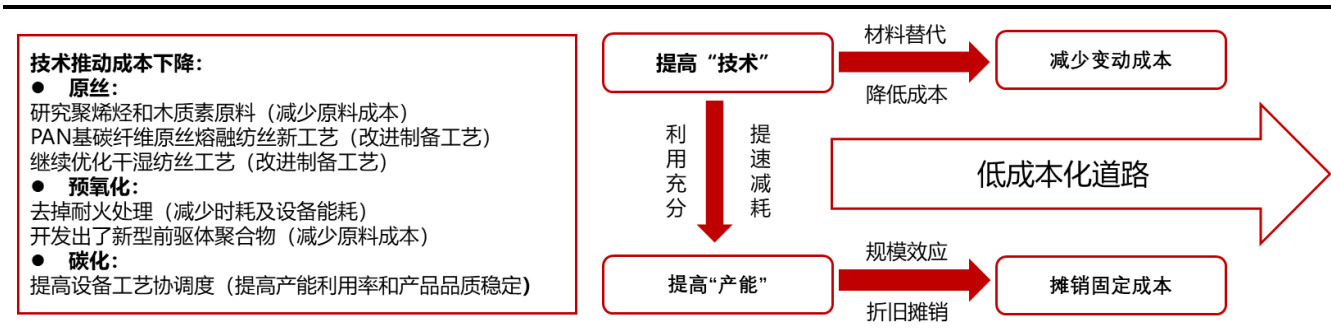 技术推动成本下降：
● 原丝：
研究聚烯烃和木质素原料（减少原料成本）
PAN基碳纤维原丝熔融纺丝新工艺（改进制备工艺）
继续优化干湿纺丝工艺（改进制备工艺）
● 预氧化：
去掉耐火处理（减少时耗及设备能耗）
开发出了新型前驱体聚合物（减少原料成本）
● 碳化：
提高设备工艺协调度（提高产能利用率和产品品质稳定）
提高“技术”
材料替代
降低成本
减少变动成本
利用充分
提速减耗
低成本化道路
提高“产能”
规模效应
折旧摊销
摊销固定成本